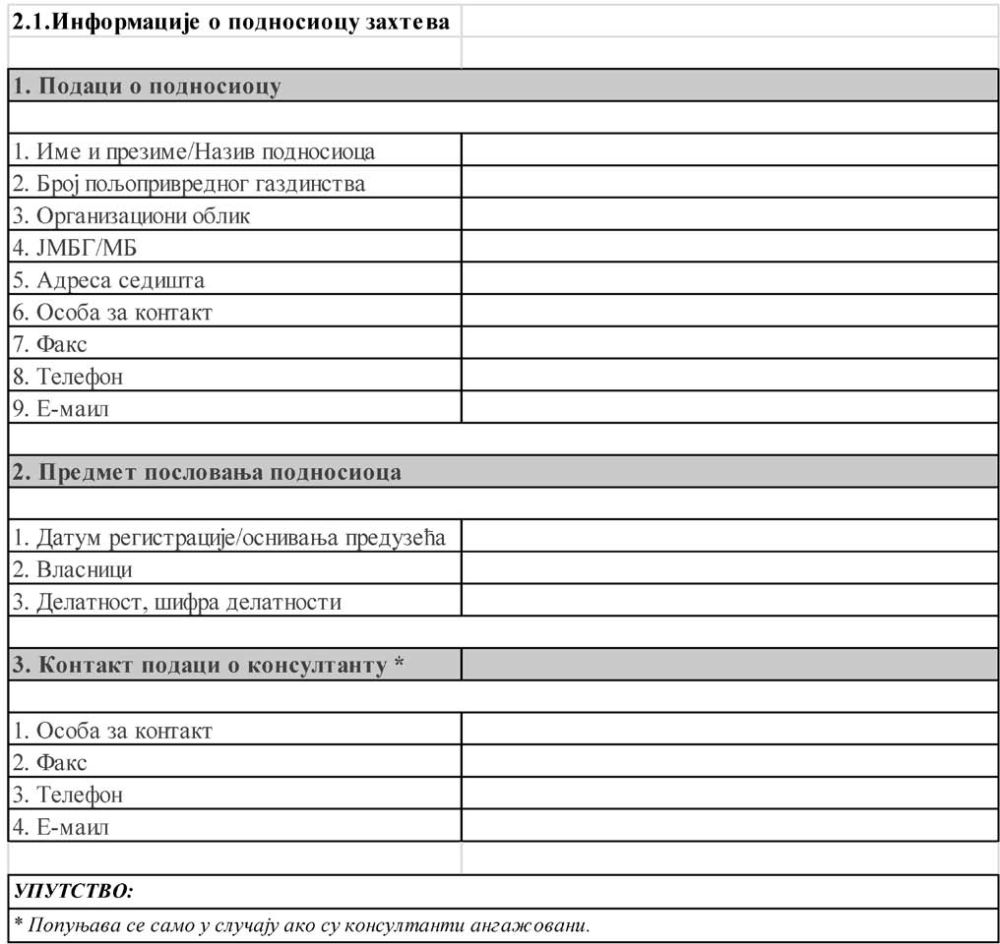 2.1.Информације о подносиоцу захтева
1. Подаци о подносиоцу
1. Име и презиме/Назив подносиоца
2. Број пољопривредног газдинства
3. Организациони облик
4. ЈМБГ/МБ
5. Адреса седишта
6. Особа за контакт
7. Факс
8. Телефон
9. Е-маил
2. Предмет пословања подносиоца
1. Датум регистрације/оснивања предузећа
2. Власници
3. Делатност, шифра делатности
3. Контакт подаци о консултанту *
1. Особа за контакт
2. Факс
3. Телефон
4. Е-маил
УПУТСТВО:
* Попуњава се само у случају ако су консултанти ангажовани.